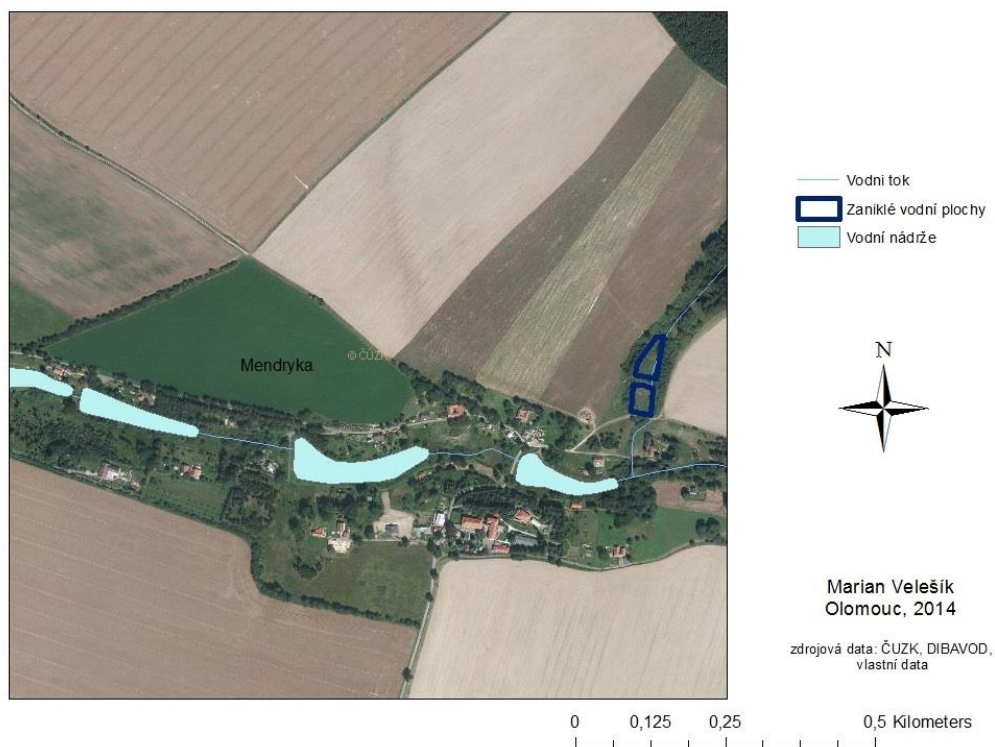 Mendryka
© ČÚZK
Vodni tok
Zaniklé vodní plochy
Vodní nádrže
N
Marian Velešík
Olomouc, 2014
zdrojová data: ČUZK, DIBAVOD,
vlastní data
0 0,125 0,25 0,5 Kilometers